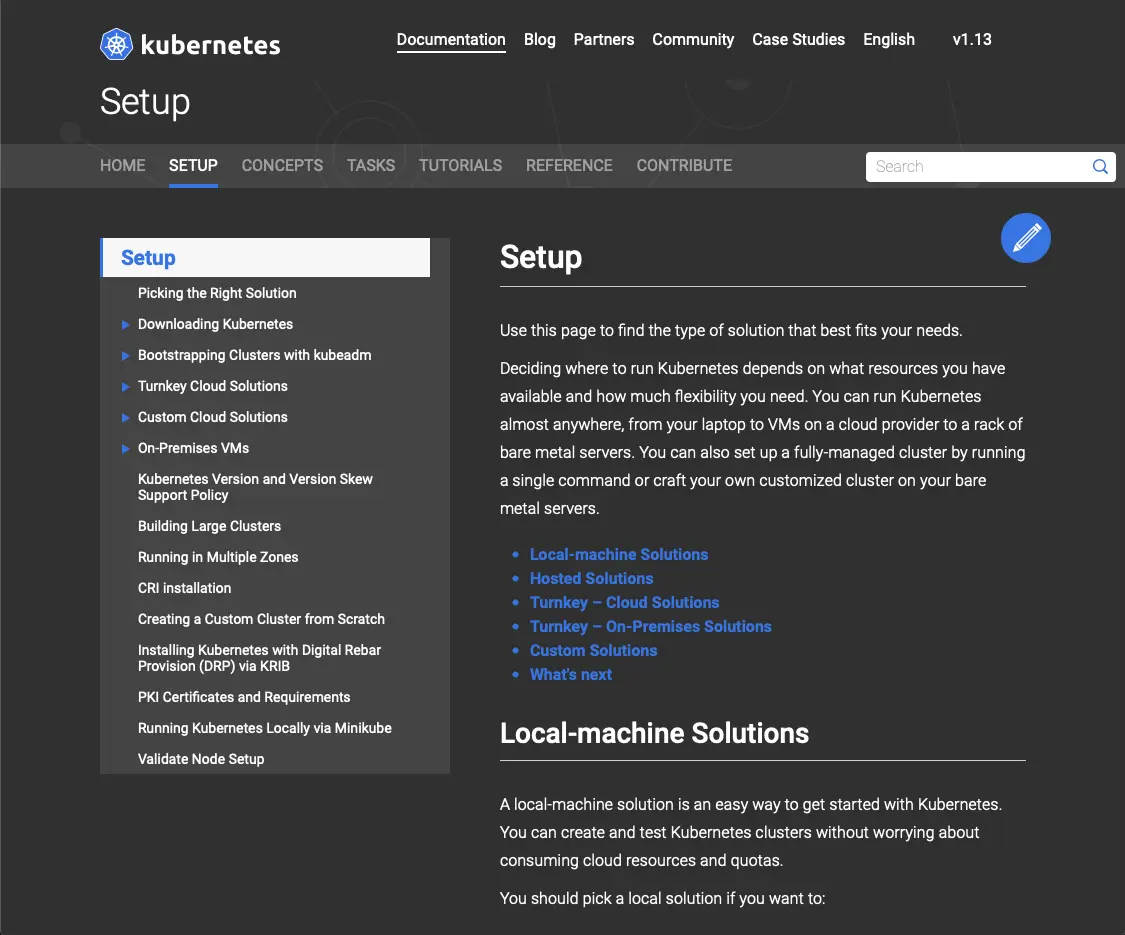 kubernetes
Documentation Blog Partners Community Case Studies English v1.13
Setup
HOME SETUP CONCEPTS TASKS TUTORIALS REFERENCE CONTRIBUTE Search
Setup
Picking the Right Solution
Downloading Kubernetes
Bootstrapping Clusters with kubeadm
Turnkey Cloud Solutions
Custom Cloud Solutions
On-Premises VMs
Kubernetes Version and Version Skew
Support Policy
Building Large Clusters
Running in Multiple Zones
CRI installation
Creating a Custom Cluster from Scratch
Installing Kubernetes with Digital Rebar
Provision (DRP) via KRIB
PKI Certificates and Requirements
Running Kubernetes Locally via Minikube
Validate Node Setup
Setup
Use this page to find the type of solution that best fits your needs.
Deciding where to run Kubernetes depends on what resources you have
available and how much flexibility you need. You can run Kubernetes
almost anywhere, from your laptop to VMs on a cloud provider to a rack of
bare metal servers. You can also set up a fully-managed cluster by running
a single command or craft your own customized cluster on your bare
metal servers.
Local-machine Solutions
Hosted Solutions
Turnkey – Cloud Solutions
Turnkey – On-Premises Solutions
Custom Solutions
What's next
Local-machine Solutions
A local-machine solution is an easy way to get started with Kubernetes.
You can create and test Kubernetes clusters without worrying about
consuming cloud resources and quotas.
You should pick a local solution if you want to: